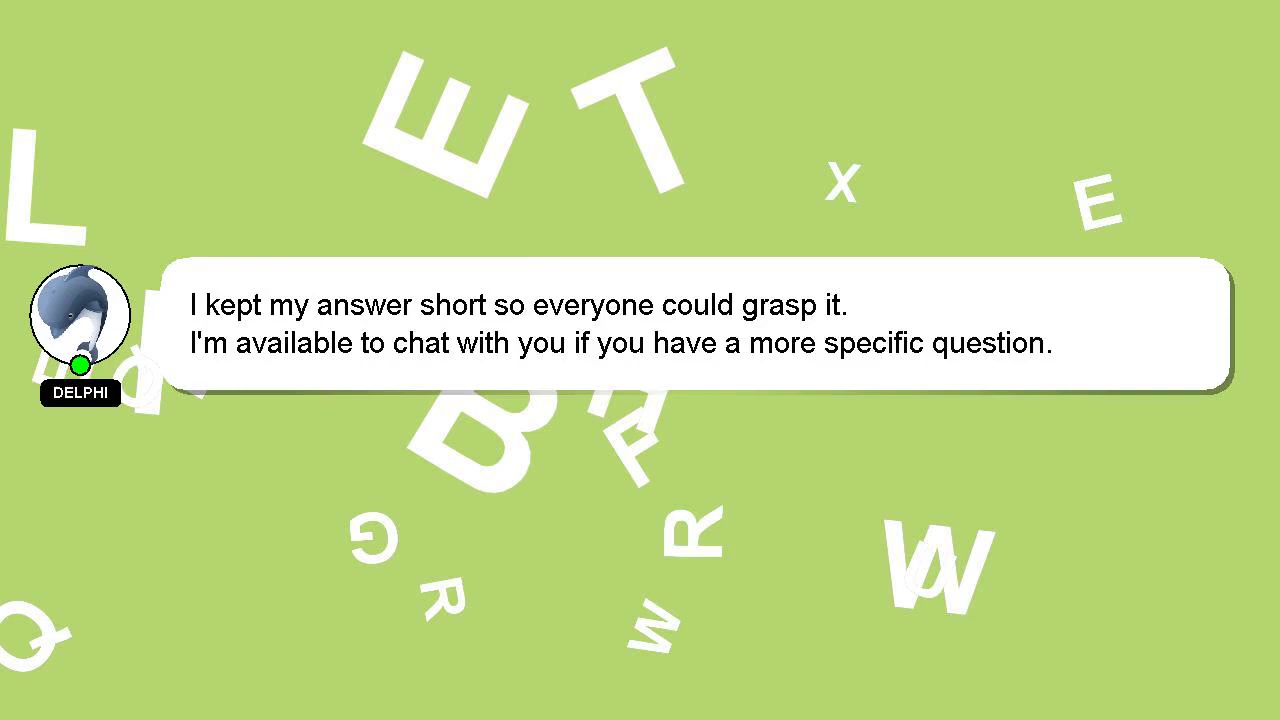 E T
L
X
E
I kept my answer short so everyone could grasp it.
I'm available to chat with you if you have a more specific question.
DELPHI
B
G
R
W
R
W
Q